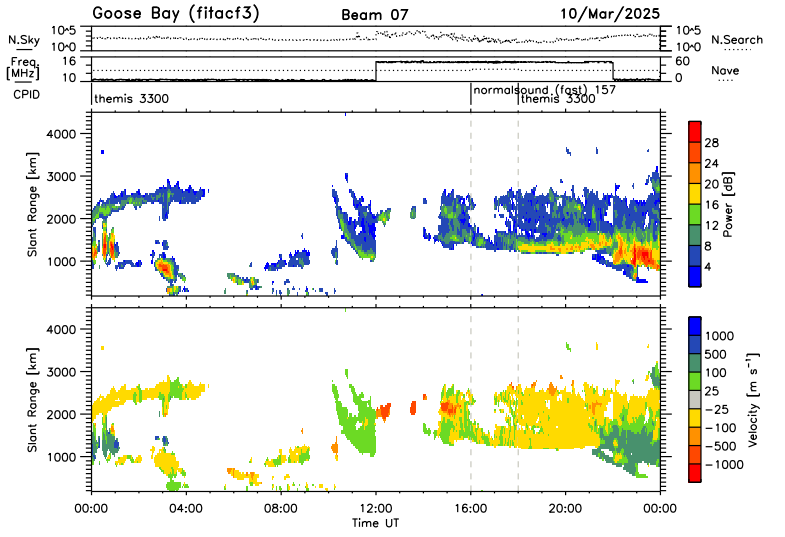 Goose Bay (fitacf3) Beam 07 10/Mar/2025
N.Sky 10^5 10^0 10^5 10^0 N.Search
Freq. [MHz] 16 10 60 0 Nave
CPID themis 3300 normalsound (fast) 157 themis 3300
Slant Range [km]
4000
3000
2000
1000
Power [dB]
28
24
20
16
12
8
4
Slant Range [km]
4000
3000
2000
1000
Velocity [m s⁻¹]
1000
500
100
25
−25
−100
−500
−1000
00:00 04:00 08:00 12:00 16:00 20:00 00:00
Time UT